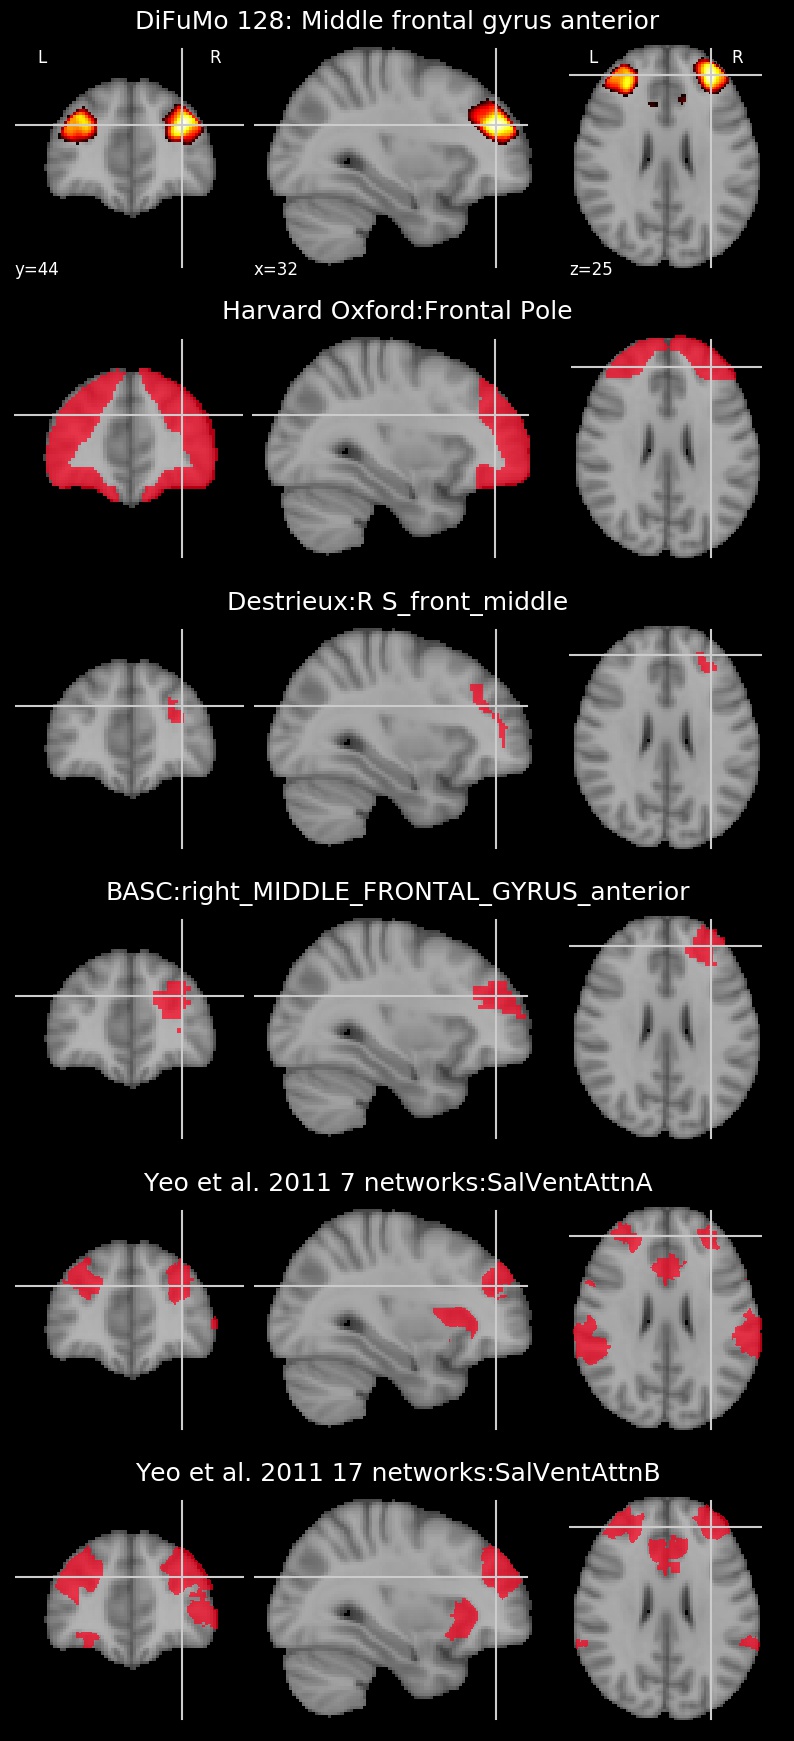 DiFuMo 128: Middle frontal gyrus anterior
L R L R
y=44 x=32 z=25
Harvard Oxford:Frontal Pole
Destrieux:R S_front_middle
BASC:right_MIDDLE_FRONTAL_GYRUS_anterior
Yeo et al. 2011 7 networks:SalVentAttnA
Yeo et al. 2011 17 networks:SalVentAttnB